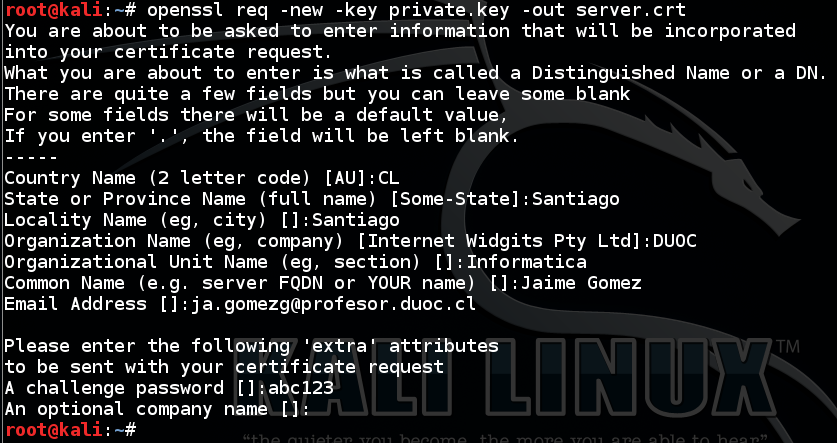 root@kali:~# openssl req -new -key private.key -out server.crt
You are about to be asked to enter information that will be incorporated
into your certificate request.
What you are about to enter is what is called a Distinguished Name or a DN.
There are quite a few fields but you can leave some blank
For some fields there will be a default value,
If you enter '.', the field will be left blank.
-----
Country Name (2 letter code) [AU]:CL
State or Province Name (full name) [Some-State]:Santiago
Locality Name (eg, city) []:Santiago
Organization Name (eg, company) [Internet Widgits Pty Ltd]:DUOC
Organizational Unit Name (eg, section) []:Informatica
Common Name (e.g. server FQDN or YOUR name) []:Jaime Gomez
Email Address []:ja.gomezg@profesor.duoc.cl

Please enter the following 'extra' attributes
to be sent with your certificate request
A challenge password []:abc123
An optional company name []:
root@kali:~#
KALI LINUX™
"the quieter you become, the more you are able to hear"